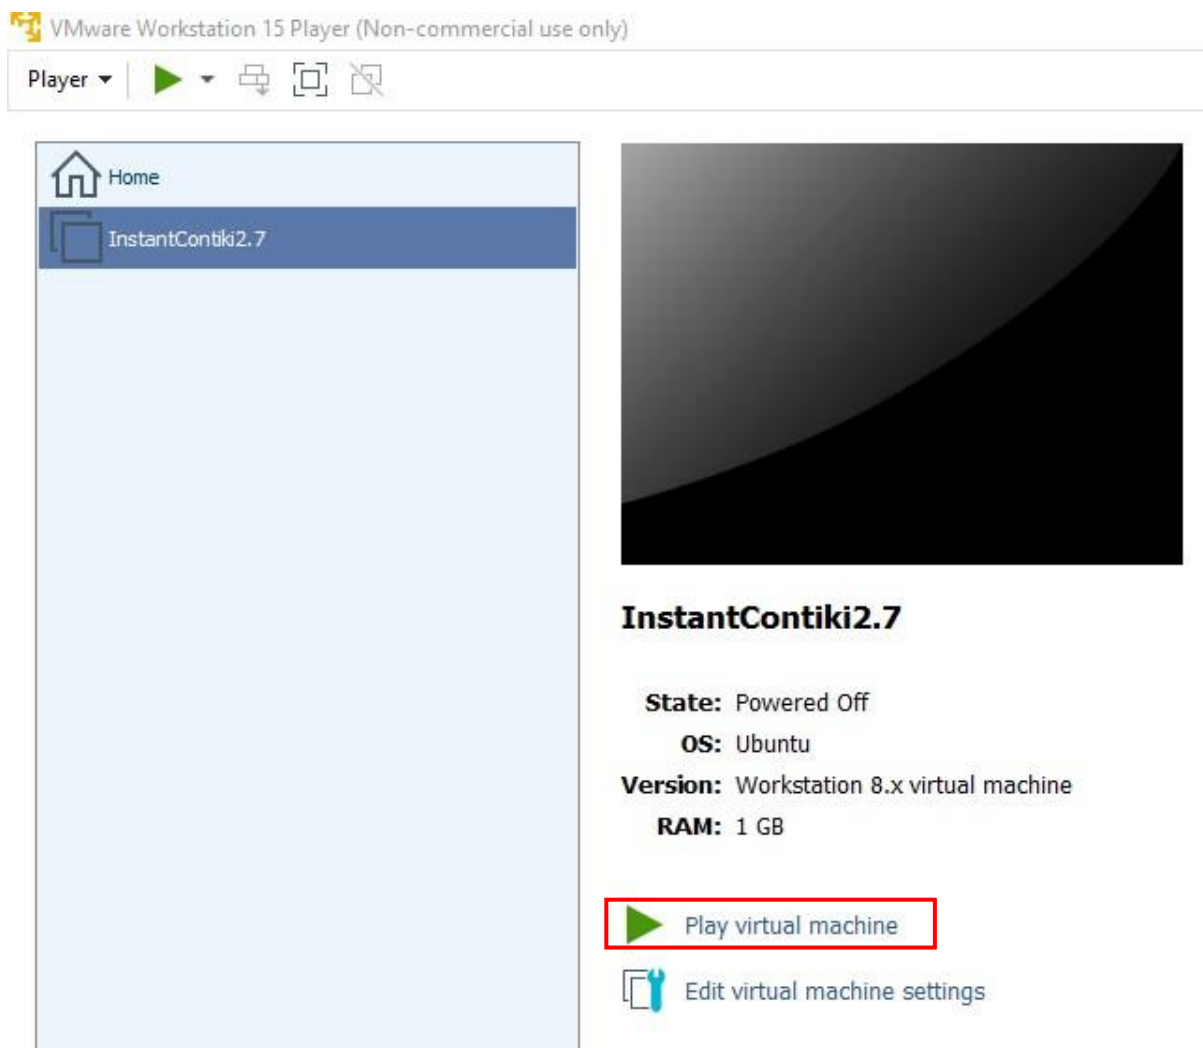 VMware Workstation 15 Player (Non-commercial use only)
Player
Home
InstantContiki2.7
InstantContiki2.7
State: Powered Off
OS: Ubuntu
Version: Workstation 8.x virtual machine
RAM: 1 GB
Play virtual machine
Edit virtual machine settings